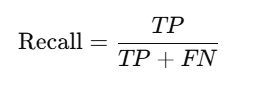 Recall = TP / TP + FN